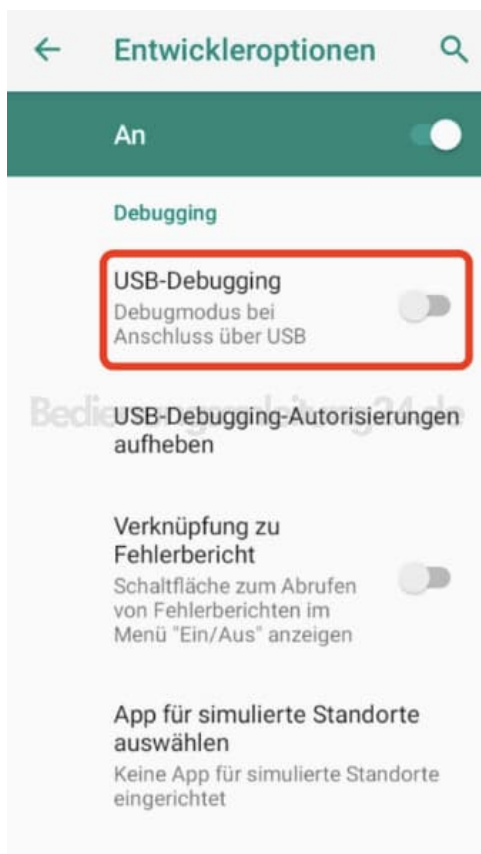 Entwickleroptionen
An
Debugging
USB-Debugging
Debugmodus bei
Anschluss über USB
USB-Debugging-Autorisierungen
aufheben
Verknüpfung zu
Fehlerbericht
Schaltfläche zum Abrufen
von Fehlerberichten im
Menü "Ein/Aus" anzeigen
App für simulierte Standorte
auswählen
Keine App für simulierte Standorte
eingerichtet